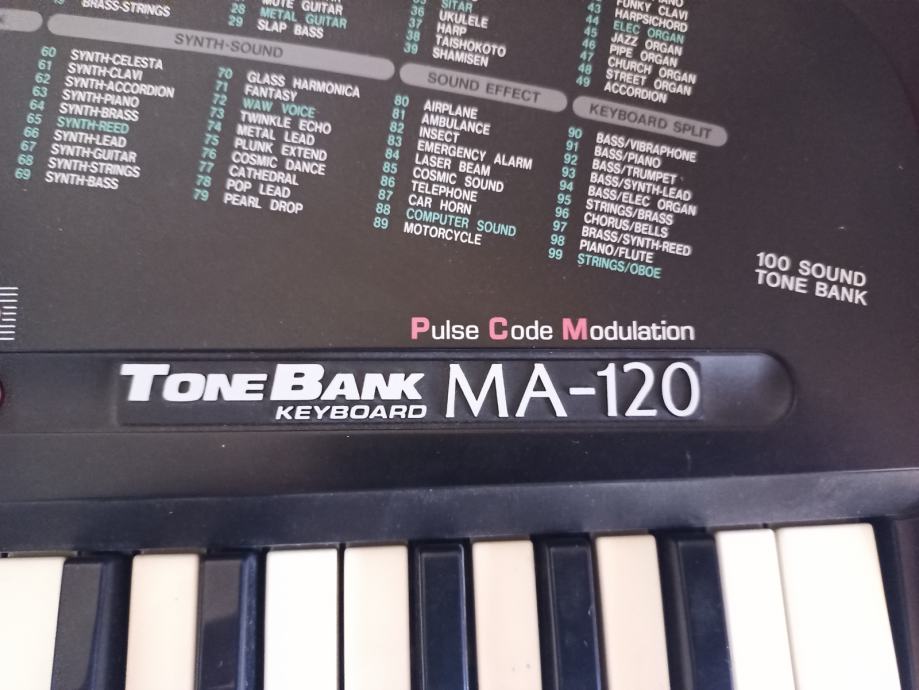 BRASS-STRINGS
28 MUTE GUITAR
29 METAL GUITAR
SLAP BASS
SITAR
36 UKULELE
37 HARP
38 TAISHOKOTO
39 SHAMISEN
43 FUNKY CLAVI
44 HARPSICHORD
45 ELEC ORGAN
46 JAZZ ORGAN
47 PIPE ORGAN
48 CHURCH ORGAN
49 STREET ORGAN
ACCORDION
SYNTH-SOUND
60 SYNTH-CELESTA
61 SYNTH-CLAVI
62 SYNTH-ACCORDION
63 SYNTH-PIANO
64 SYNTH-BRASS
65 SYNTH-REED
66 SYNTH-LEAD
67 SYNTH-GUITAR
68 SYNTH-STRINGS
69 SYNTH-BASS
70 GLASS HARMONICA
71 FANTASY
72 WAW VOICE
73 TWINKLE ECHO
74 METAL LEAD
75 PLUNK EXTEND
76 COSMIC DANCE
77 CATHEDRAL
78 POP LEAD
79 PEARL DROP
SOUND EFFECT
80 AIRPLANE
81 AMBULANCE
82 INSECT
83 EMERGENCY ALARM
84 LASER BEAM
85 COSMIC SOUND
86 TELEPHONE
87 CAR HORN
88 COMPUTER SOUND
89 MOTORCYCLE
KEYBOARD SPLIT
90 BASS/VIBRAPHONE
91 BASS/PIANO
92 BASS/TRUMPET
93 BASS/SYNTH-LEAD
94 BASS/ELEC ORGAN
95 STRINGS/BRASS
96 CHORUS/BELLS
97 BRASS/SYNTH-REED
98 PIANO/FLUTE
99 STRINGS/OBOE
100 SOUND
TONE BANK
Pulse Code Modulation
TONE BANK
KEYBOARD
MA-120